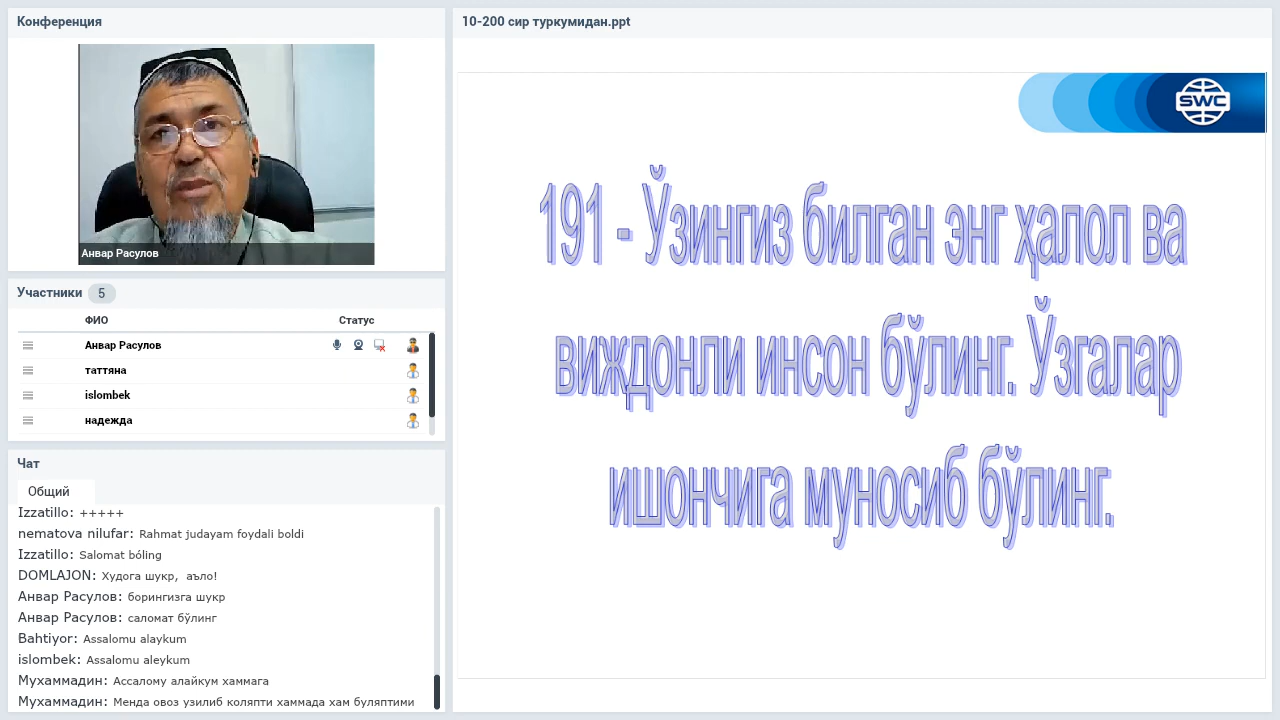 Конференция
Анвар Расулов
Участники 5
ФИО Статус
Анвар Расулов
таттяна
islombek
надежда
Чат
Общий
Izzatillo: +++++
nematova nilufar: Rahmat judayam foydali boldi
Izzatillo: Salomat bóling
DOMLAJON: Худога шукр, аъло!
Анвар Расулов: борингизга шукр
Анвар Расулов: саломат бўлинг
Bahtiyor: Assalomu alaykum
islombek: Assalomu aleykum
Мухаммадин: Ассалому алайкум хаммага
Мухаммадин: Менда овоз узилиб коляпти хаммада хам буляптими
10-200 сир туркумидан.ppt
SWC
191 - Ўзингиз билган энг ҳалол ва
виждонли инсон бўлинг. Ўзгалар
ишончига муносиб бўлинг.